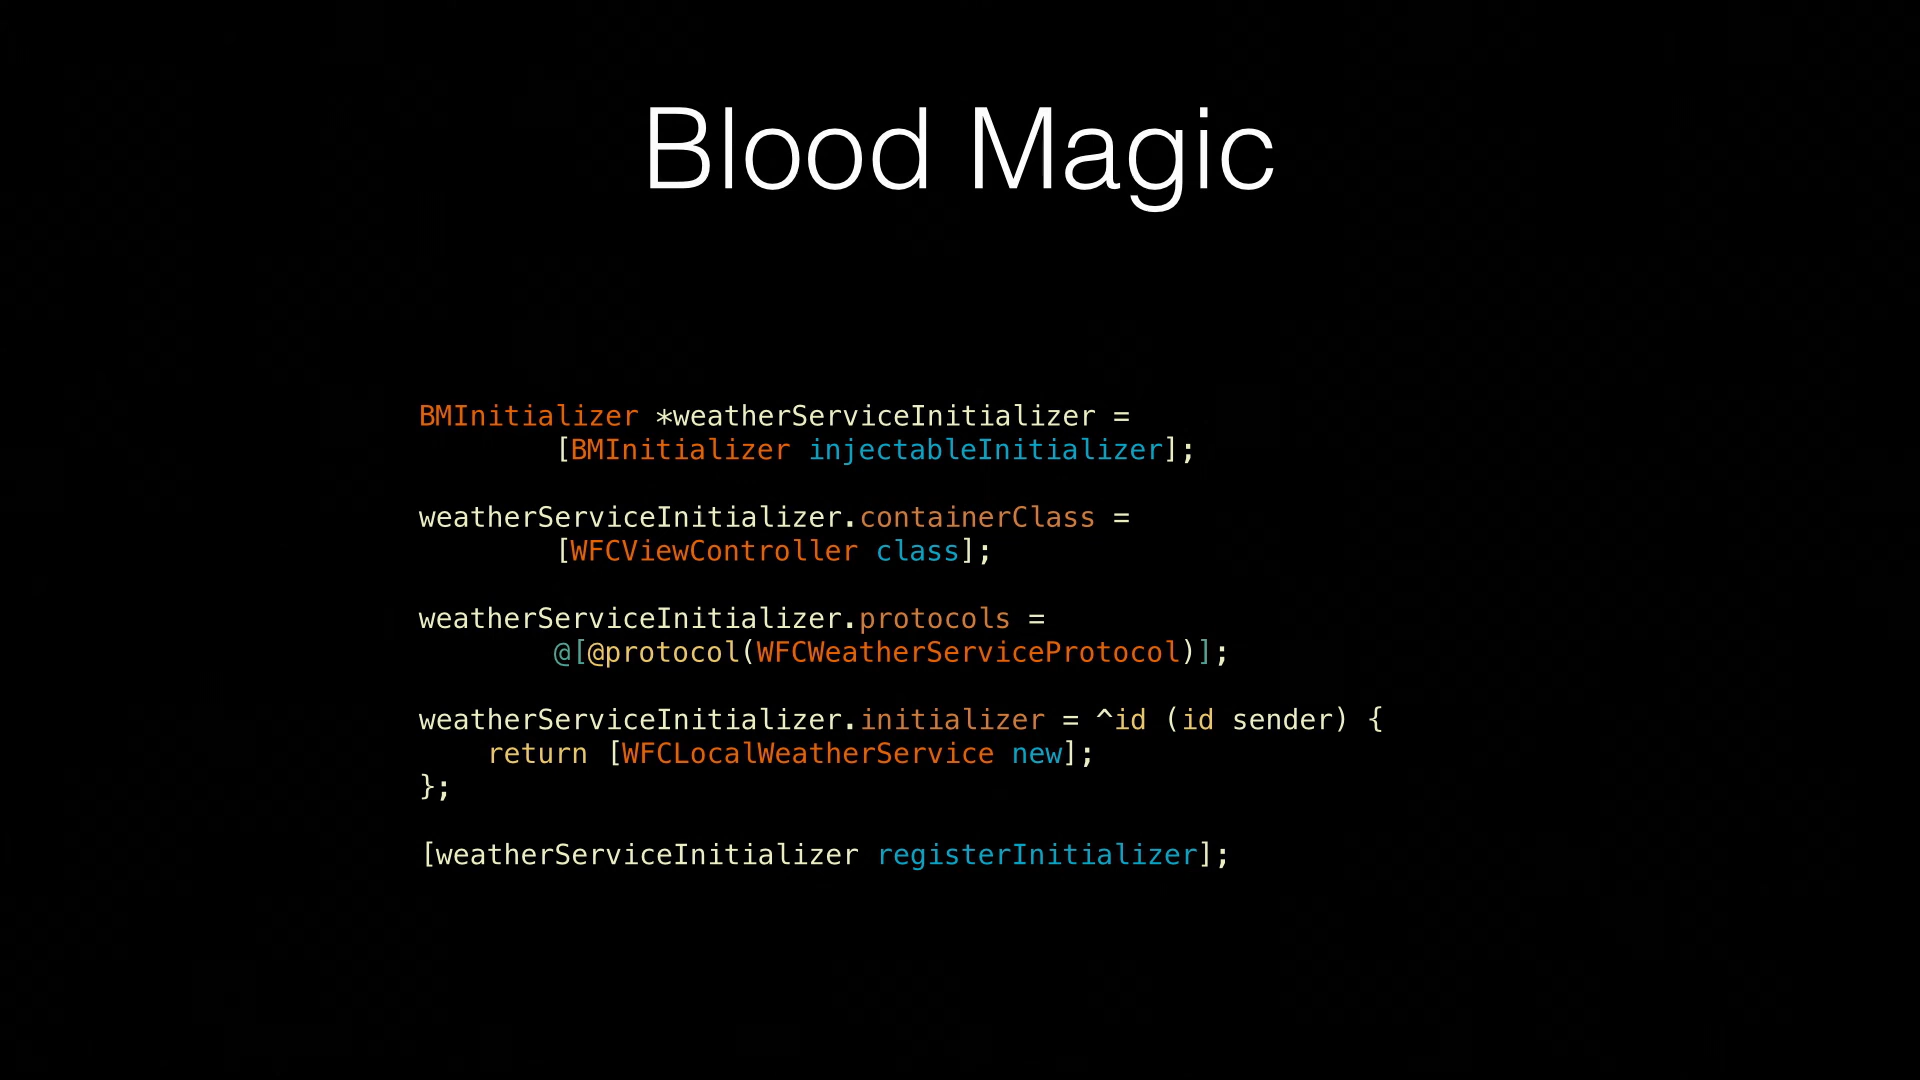 Blood Magic
BMInitializer *weatherServiceInitializer =
[BMInitializer injectableInitializer];
weatherServiceInitializer.containerClass =
[WFCViewController class];
weatherServiceInitializer.protocols =
@[@protocol(WFCWeatherServiceProtocol)];
weatherServiceInitializer.initializer = ^id (id sender) {
return [WFCLocalWeatherService new];
};
[weatherServiceInitializer registerInitializer];